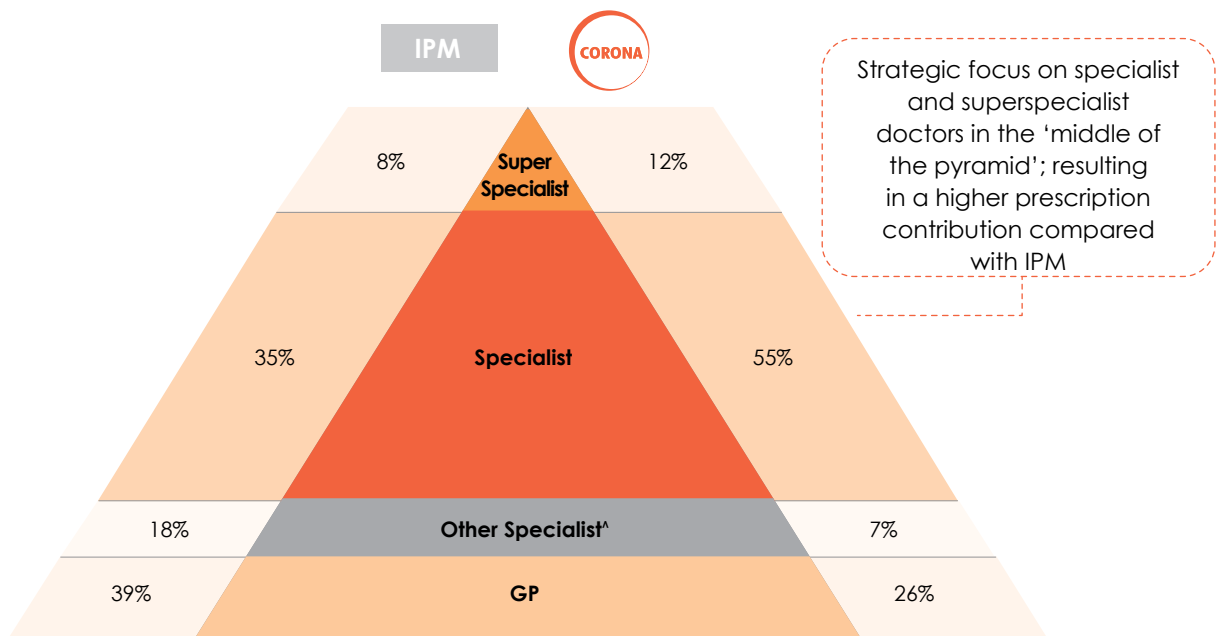 IPM
CORONA
Strategic focus on specialist
and superspecialist
doctors in the ‘middle of
the pyramid’; resulting
in a higher prescription
contribution compared
with IPM
8%
Super
Specialist
12%
35%
Specialist
55%
18%
Other Specialist^
7%
39%
GP
26%